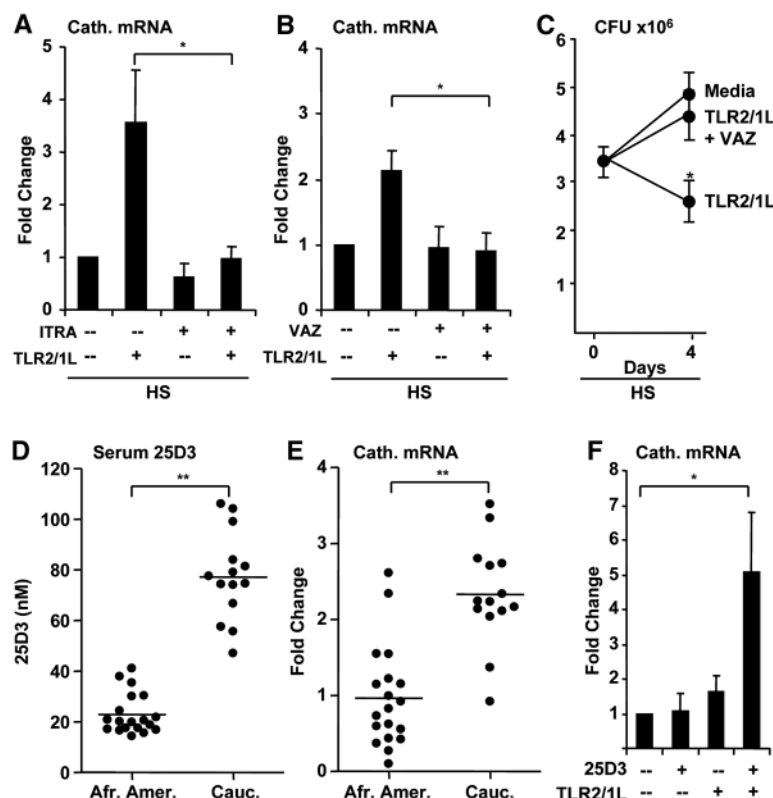 A Cath. mRNA
*
5
4
3
2
1
0
Fold Change
ITRA -- -- + +
TLR2/1L -- + -- +
HS
B Cath. mRNA
*
4
3
2
1
0
Fold Change
VAZ -- -- + +
TLR2/1L -- + -- +
HS
C CFU x10⁶
6
5
4
3
2
1
Media
TLR2/1L
+ VAZ
*
TLR2/1L
0 4
Days
HS
D Serum 25D3
**
120
100
80
60
40
20
0
25D3 (nM)
Afr. Amer. Cauc.
E Cath. mRNA
**
4
3
2
1
0
Fold Change
Afr. Amer. Cauc.
F Cath. mRNA
*
8
7
5
4
2
1
Fold Change
25D3 -- + -- +
TLR2/1L -- -- + +